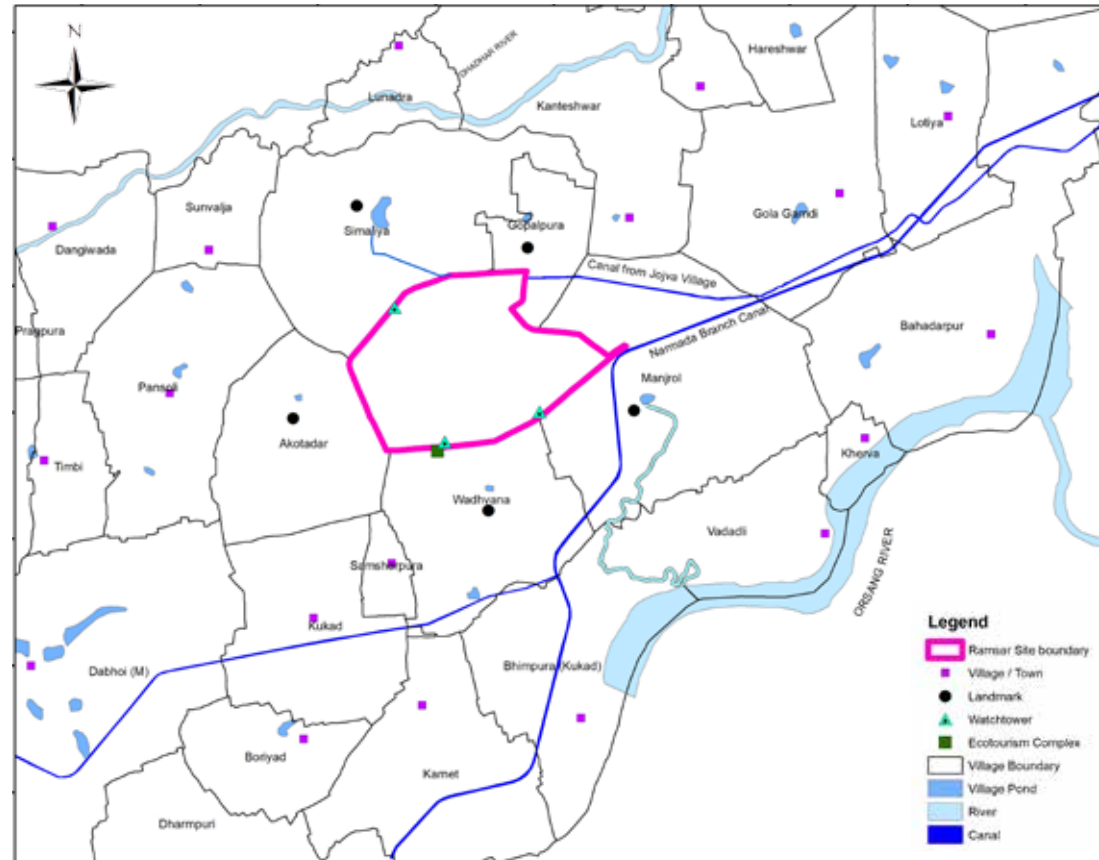 N
DHADHAR RIVER
Hareshwar
Lunadra
Kanteshwar
Lotiya
Sunvalja
Simaliya
Gopalpura
Gola Gamdi
Dangiwada
Canal from Jojva Village
Pragpura
Narmada Branch Canal
Bahadarpur
Pansoli
Manjrol
Akotadar
Kherva
Timbi
Wadhvana
Vadadli
Samsherpura
ORSANG RIVER
Kukad
Dabhoi (M)
Bhimpura (Kukad)
Boriyad
Karnet
Dharmpuri
Legend
Ramsar Site boundary
Village / Town
Landmark
Watchtower
Ecotourism Complex
Village Boundary
Village Pond
River
Canal